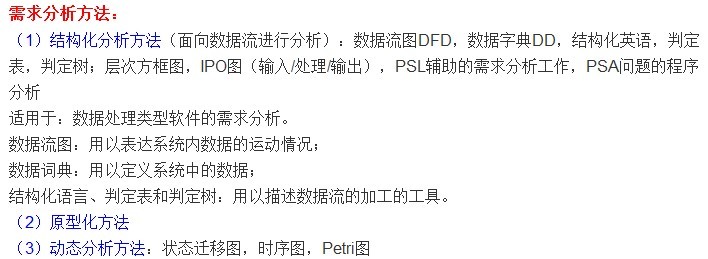 需求分析方法：
（1）结构化分析方法（面向数据流进行分析）：数据流图DFD，数据字典DD，结构化英语，判定
表，判定树；层次方框图，IPO图（输入/处理/输出），PSL辅助的需求分析工作，PSA问题的程序
分析
适用于：数据处理类型软件的需求分析。
数据流图：用以表达系统内数据的运动情况；
数据词典：用以定义系统中的数据；
结构化语言、判定表和判定树：用以描述数据流的加工的工具。
（2）原型化方法
（3）动态分析方法：状态迁移图，时序图，Petri图